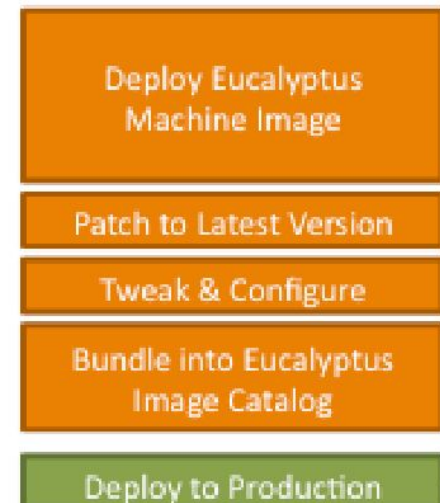 Deploy Eucalyptus
Machine Image
Patch to Latest Version
Tweak & Configure
Bundle into Eucalyptus
Image Catalog
Deploy to Production